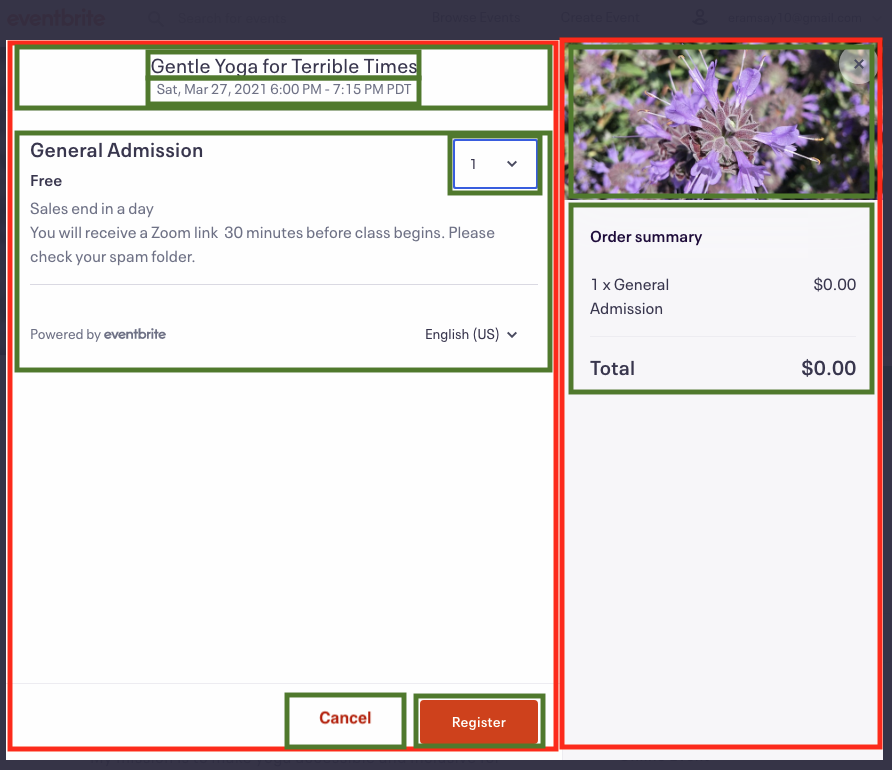 eventbrite
Browse Events
Create Event
Gentle Yoga for Terrible Times
Sat, Mar 27, 2021 6:00 PM - 7:15 PM PDT
General Admission
1
Free
Sales end in a day
You will receive a Zoom link 30 minutes before class begins. Please
check your spam folder.
Powered by eventbrite
English (US)
Cancel
Register
Order summary
1 x General $0.00
Admission
Total $0.00